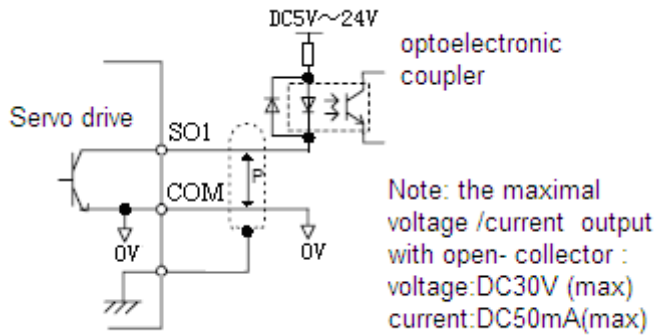 DC5V～24V
optoelectronic
coupler
Servo drive
SO1
P
COM
0V
0V
Note: the maximal
voltage /current output
with open- collector :
voltage:DC30V (max)
current:DC50mA(max)